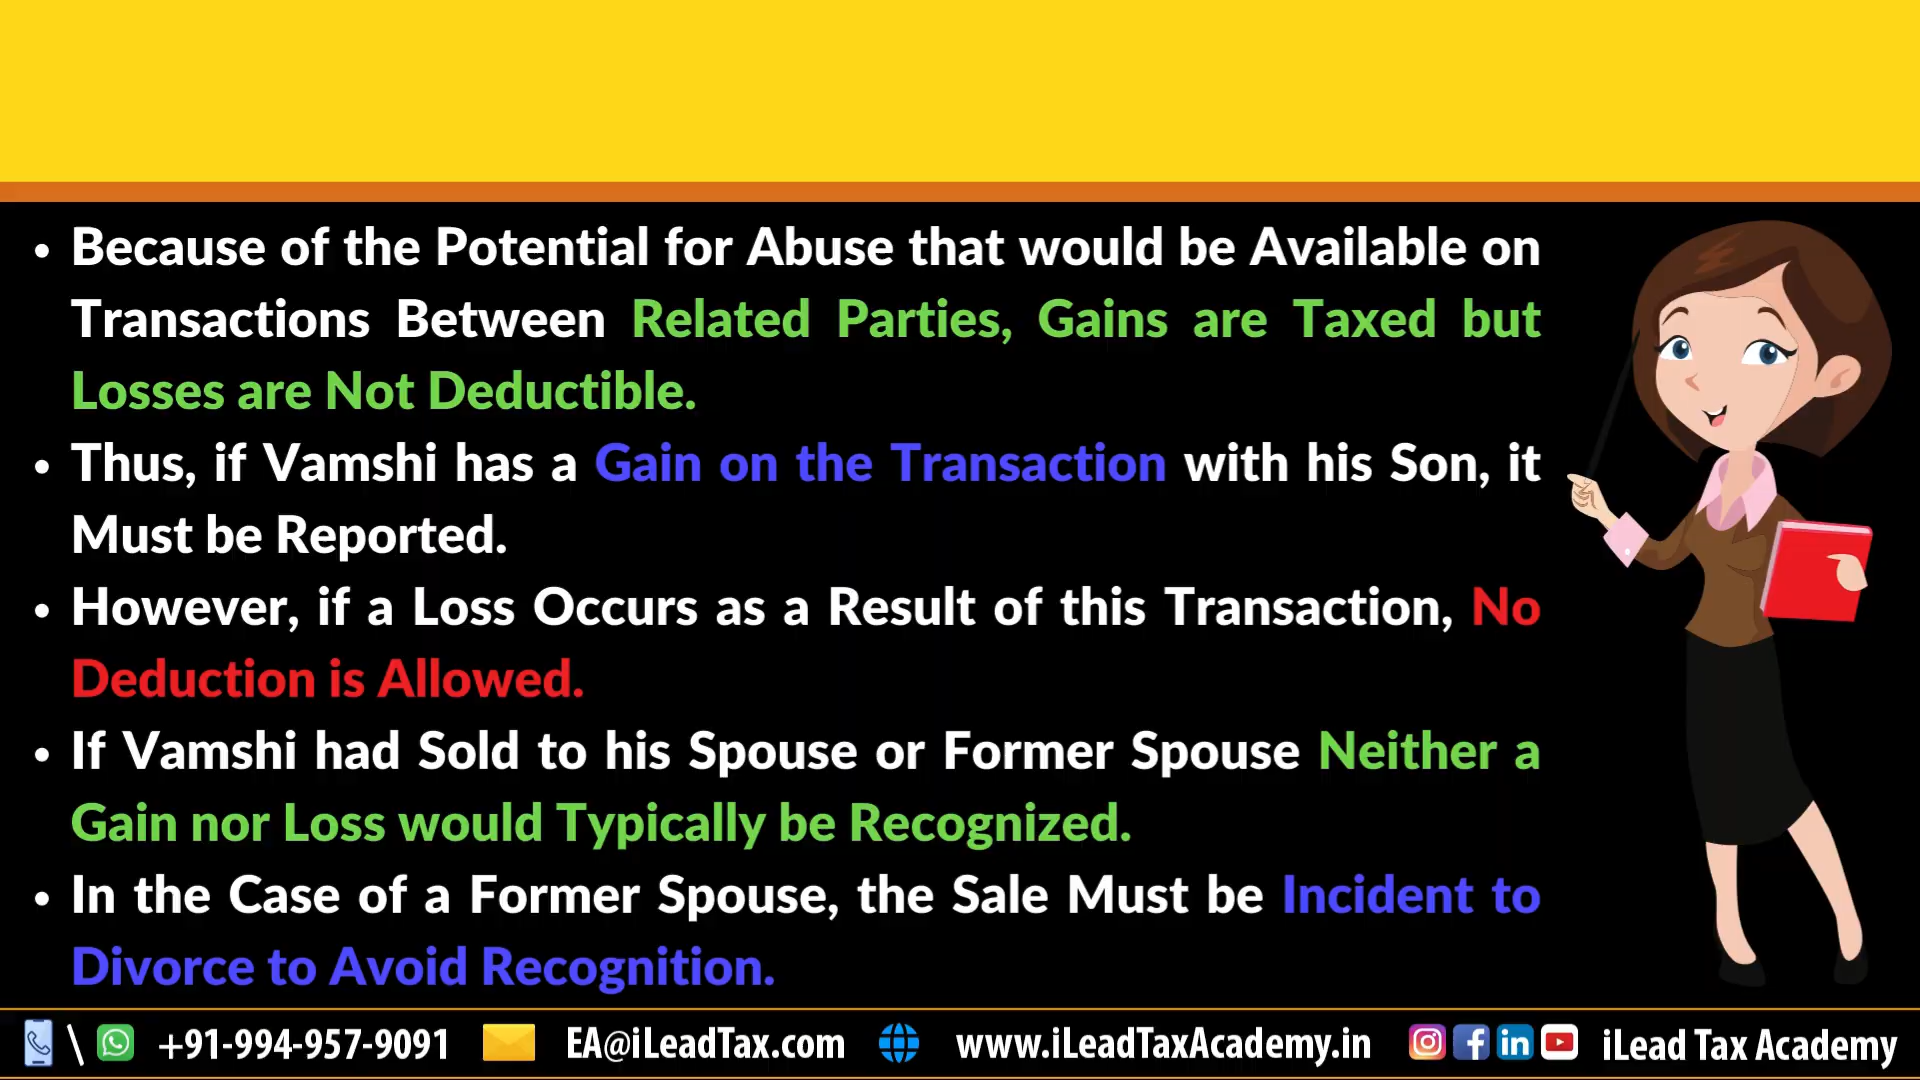 • Because of the Potential for Abuse that would be Available on
Transactions Between Related Parties, Gains are Taxed but
Losses are Not Deductible.
• Thus, if Vamshi has a Gain on the Transaction with his Son, it
Must be Reported.
• However, if a Loss Occurs as a Result of this Transaction, No
Deduction is Allowed.
• If Vamshi had Sold to his Spouse or Former Spouse Neither a
Gain nor Loss would Typically be Recognized.
• In the Case of a Former Spouse, the Sale Must be Incident to
Divorce to Avoid Recognition.
\ +91-994-957-9091 EA@iLeadTax.com www.iLeadTaxAcademy.in iLead Tax Academy